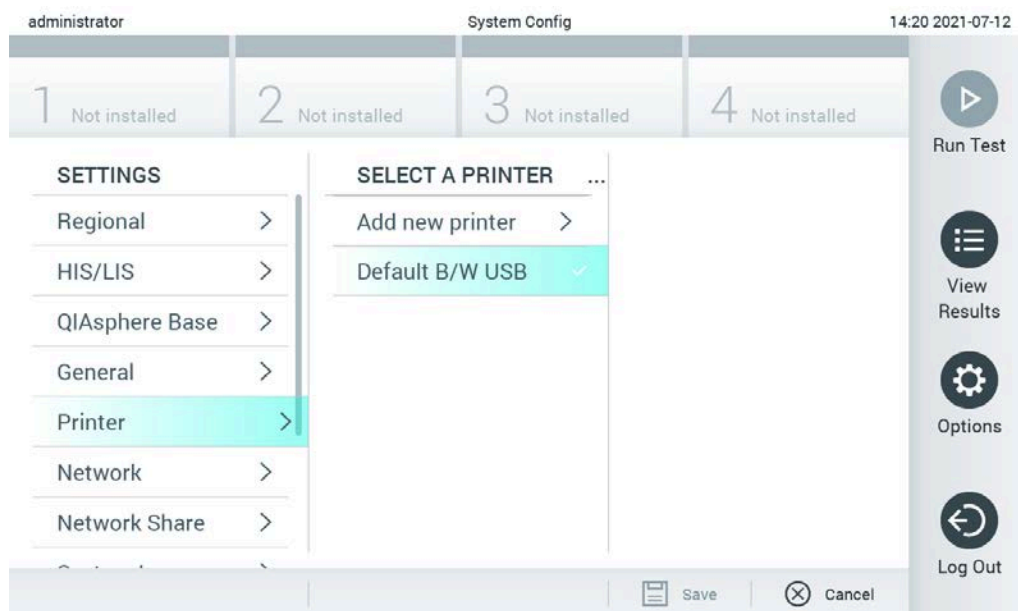 administrator System Config 14:20 2021-07-12
1 Not installed 2 Not installed 3 Not installed 4 Not installed
Run Test
SETTINGS SELECT A PRINTER ...
Regional Add new printer
HIS/LIS Default B/W USB
View
Results
QIAsphere Base
General
Printer
Options
Network
Network Share
Log Out
Save Cancel